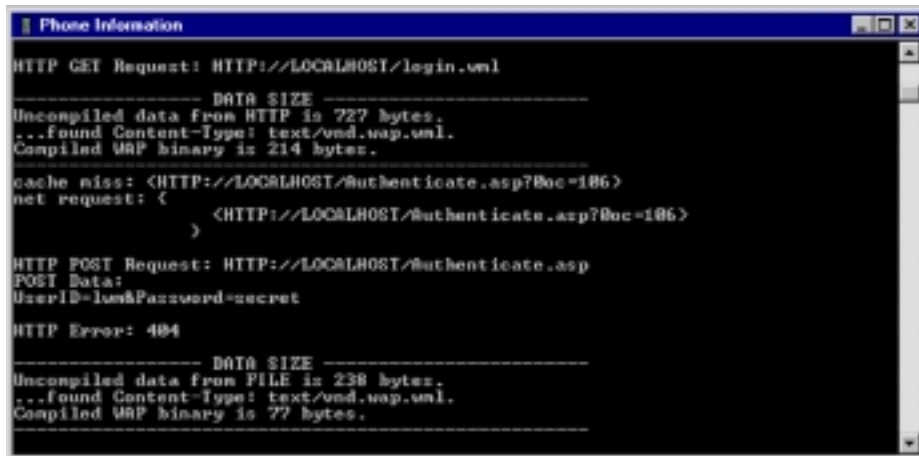 Phone Information
HTTP GET Request: HTTP://LOCALHOST/login.wml
------------------ DATA SIZE -------------------------
Uncompiled data from HTTP is 727 bytes.
...found Content-Type: text/vnd.wap.wml.
Compiled WAP binary is 214 bytes.
------------------------------------------------------
cache miss: <HTTP://LOCALHOST/Authenticate.asp?@oc=106>
net request: {
<HTTP://LOCALHOST/Authenticate.asp?@oc=106>
}
HTTP POST Request: HTTP://LOCALHOST/Authenticate.asp
POST Data:
UserID=lwm&Password=secret
HTTP Error: 404
------------------ DATA SIZE -------------------------
Uncompiled data from FILE is 238 bytes.
...found Content-Type: text/vnd.wap.wml.
Compiled WAP binary is 77 bytes.
------------------------------------------------------